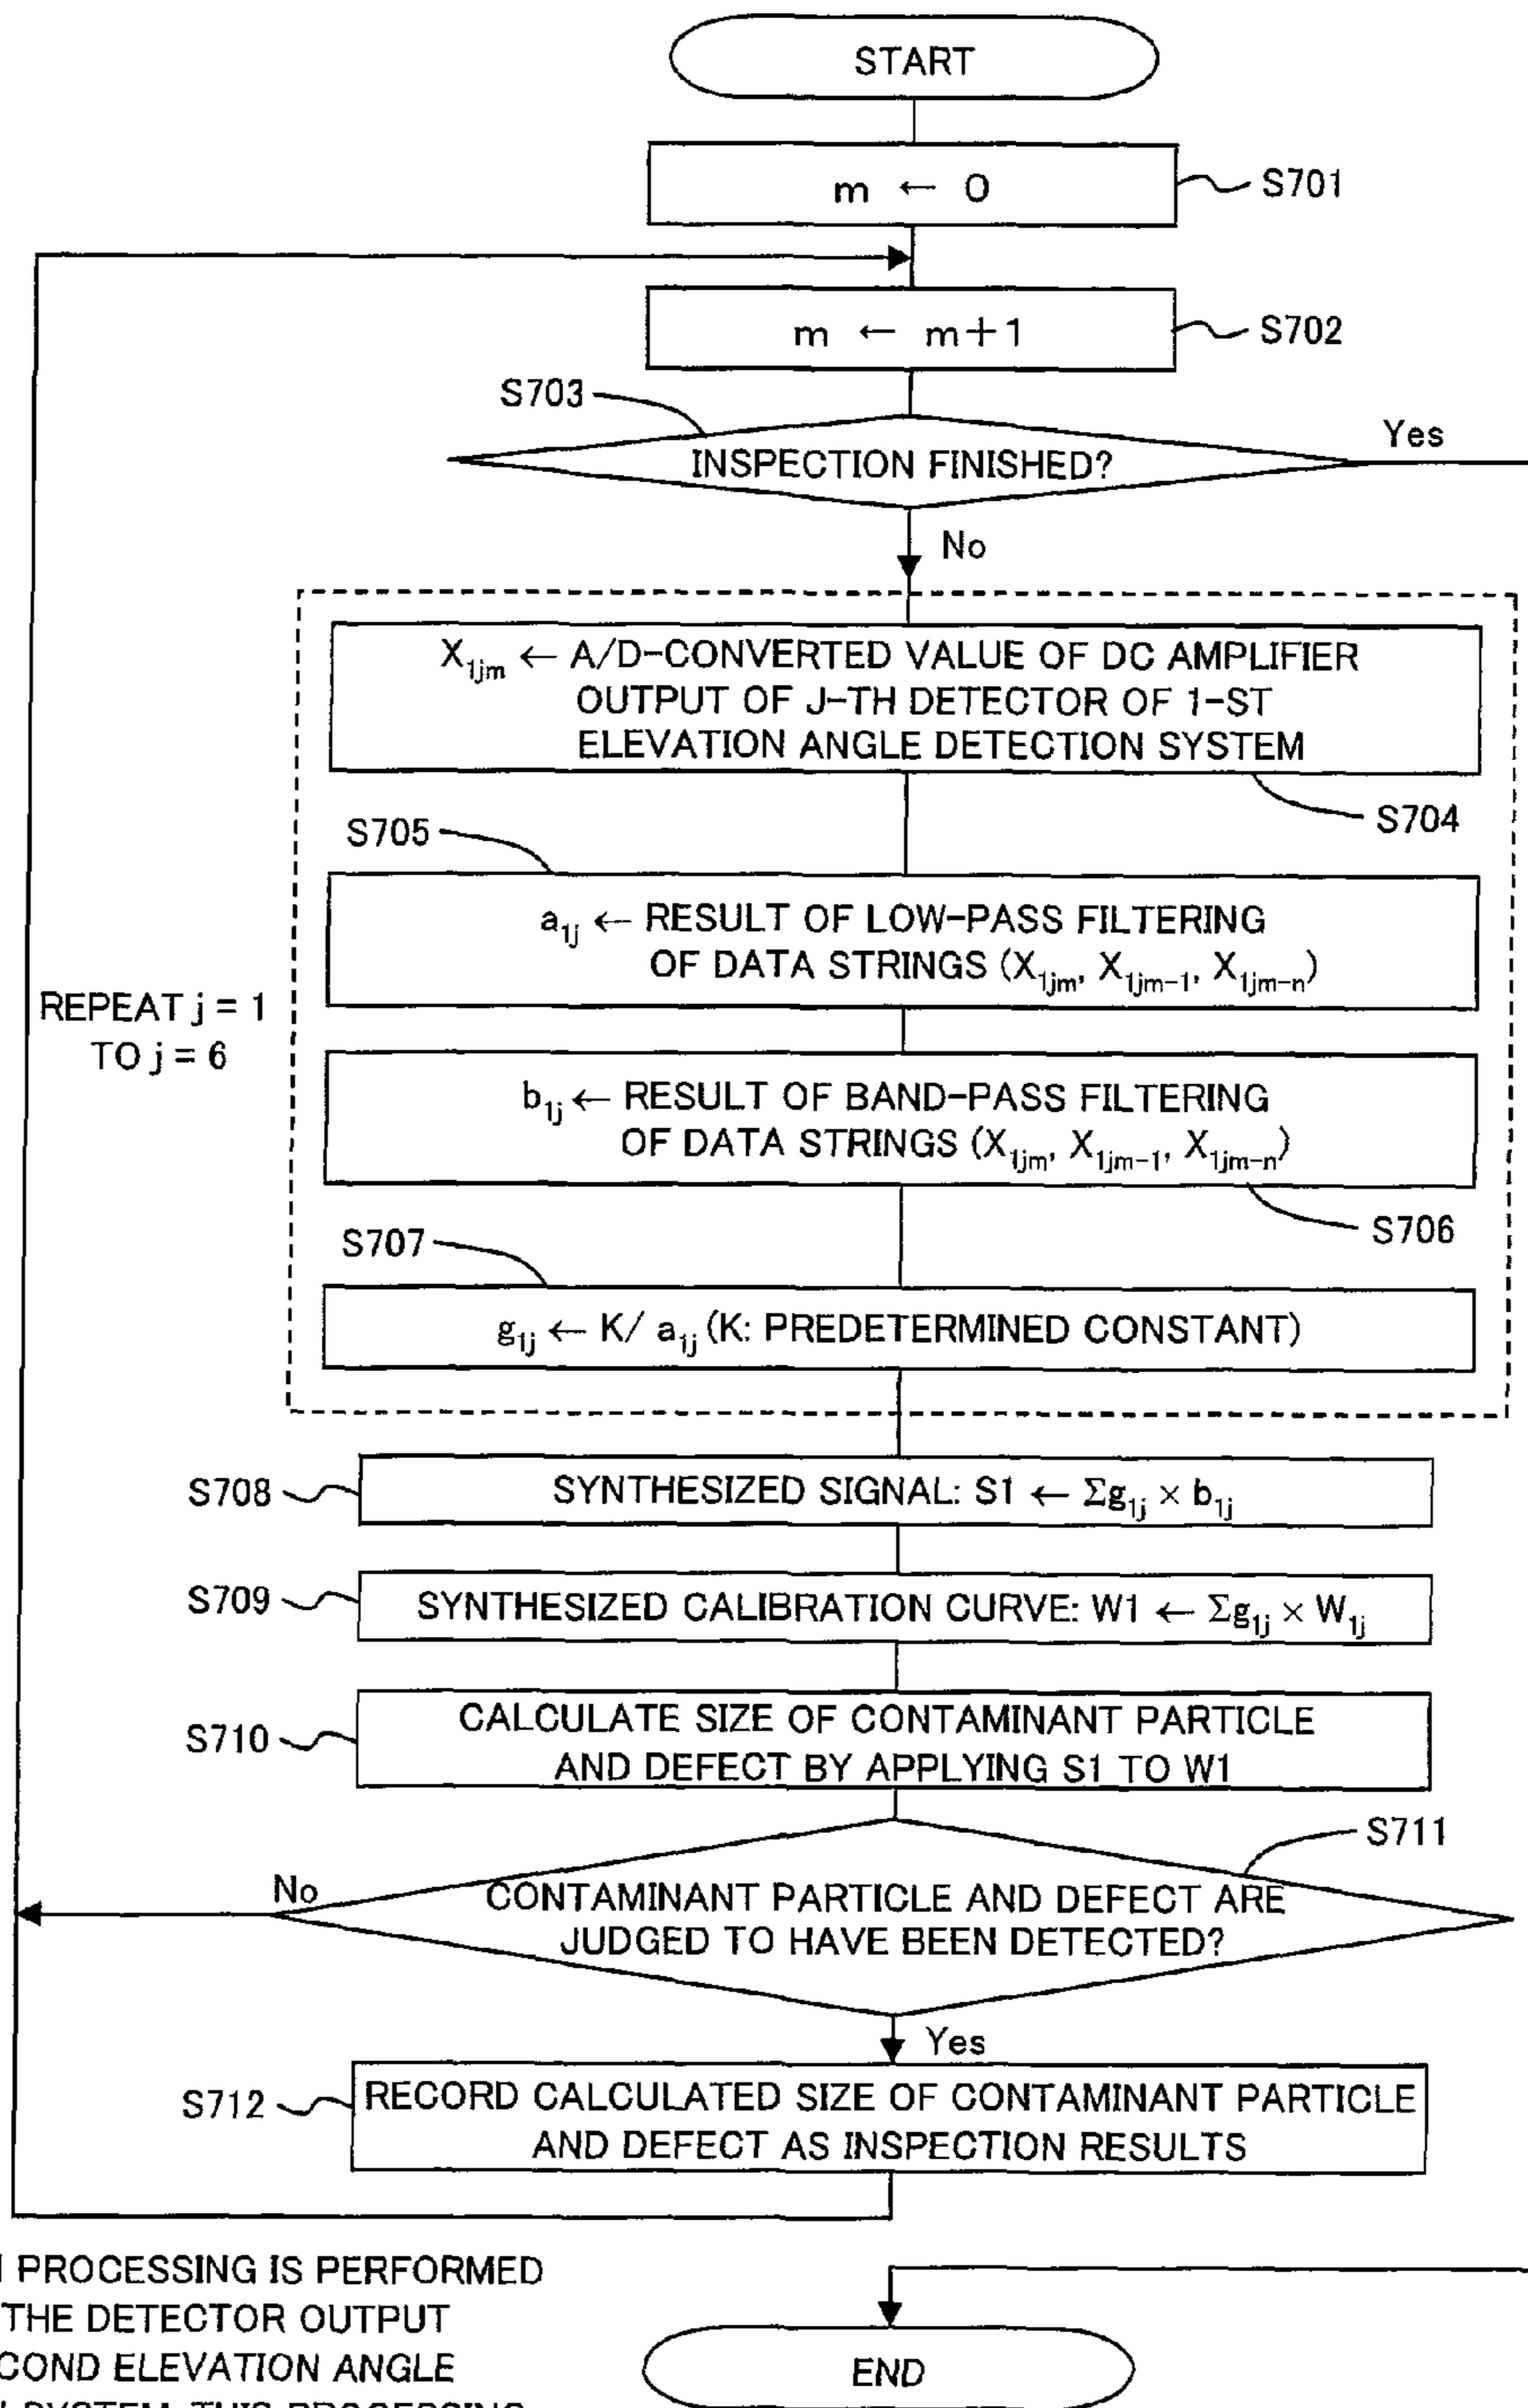 START
m ← 0
S701
m ← m+1
S702
S703
INSPECTION FINISHED?
Yes
No
X₁ⱼₘ ← A/D-CONVERTED VALUE OF DC AMPLIFIER
OUTPUT OF J-TH DETECTOR OF 1-ST
ELEVATION ANGLE DETECTION SYSTEM
S704
S705
a₁ⱼ ← RESULT OF LOW-PASS FILTERING
OF DATA STRINGS (X₁ⱼₘ, X₁ⱼₘ₋₁, X₁ⱼₘ₋ₙ)
REPEAT j = 1
TO j = 6
b₁ⱼ ← RESULT OF BAND-PASS FILTERING
OF DATA STRINGS (X₁ⱼₘ, X₁ⱼₘ₋₁, X₁ⱼₘ₋ₙ)
S706
S707
g₁ⱼ ← K/ a₁ⱼ (K: PREDETERMINED CONSTANT)
S708
SYNTHESIZED SIGNAL: S1 ← Σg₁ⱼ × b₁ⱼ
S709
SYNTHESIZED CALIBRATION CURVE: W1 ← Σg₁ⱼ × W₁ⱼ
S710
CALCULATE SIZE OF CONTAMINANT PARTICLE
AND DEFECT BY APPLYING S1 TO W1
S711
No
CONTAMINANT PARTICLE AND DEFECT ARE
JUDGED TO HAVE BEEN DETECTED?
Yes
S712
RECORD CALCULATED SIZE OF CONTAMINANT PARTICLE
AND DEFECT AS INSPECTION RESULTS
PROCESSING IS PERFORMED
THE DETECTOR OUTPUT
COND ELEVATION ANGLE
SYSTEM, THIS PROCESSING
END